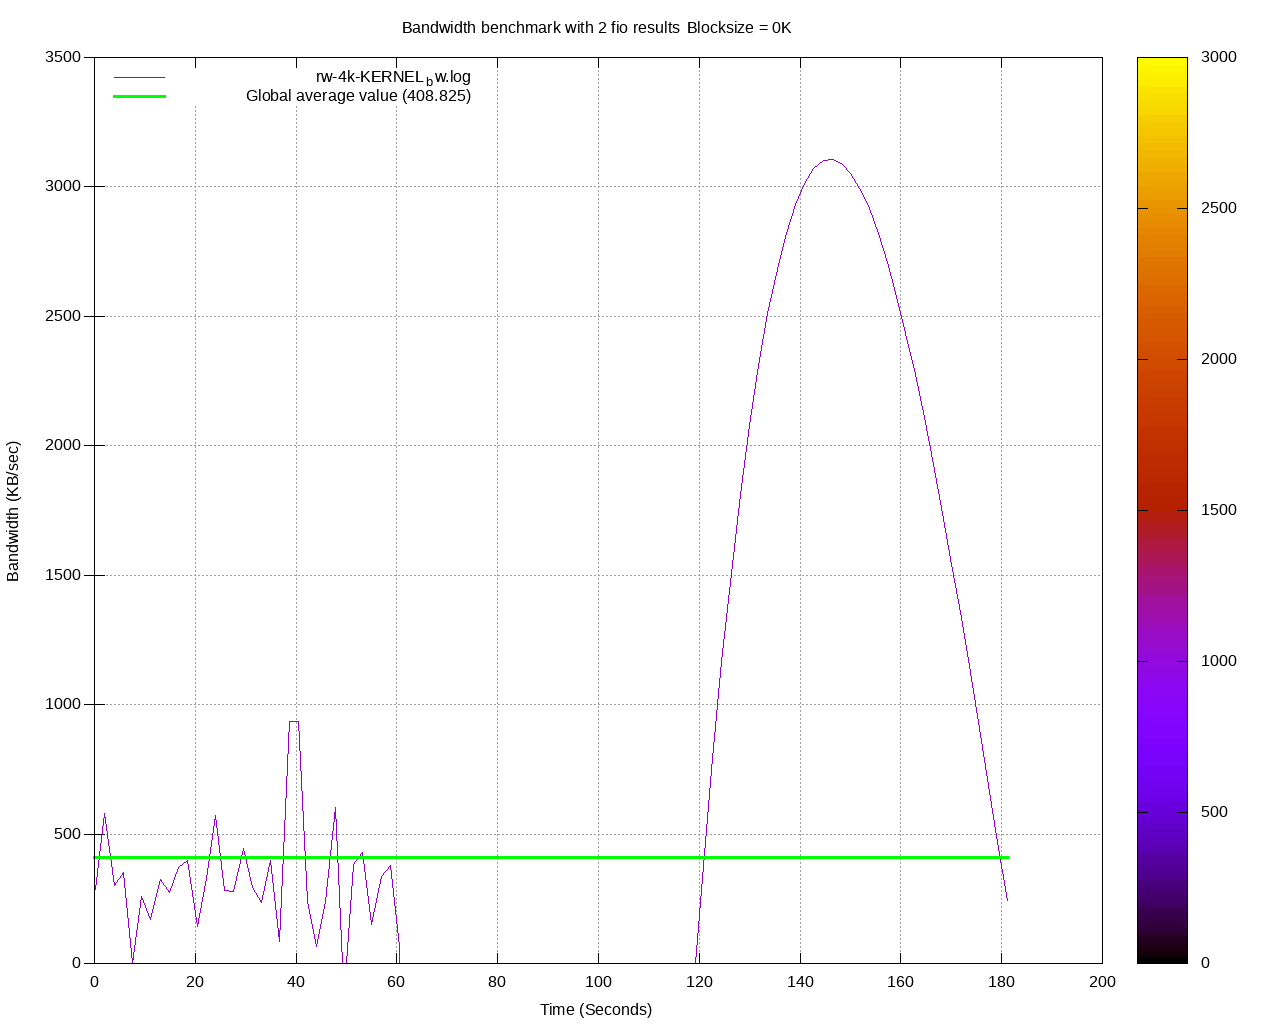 Bandwidth benchmark with 2 fio results Blocksize = 0K
rw-4k-KERNEL_bw.log
Global average value (408.825)
3500
3000
2500
2000
1500
1000
500
0
Bandwidth (KB/sec)
0 20 40 60 80 100 120 140 160 180 200
Time (Seconds)
3000
2500
2000
1500
1000
500
0